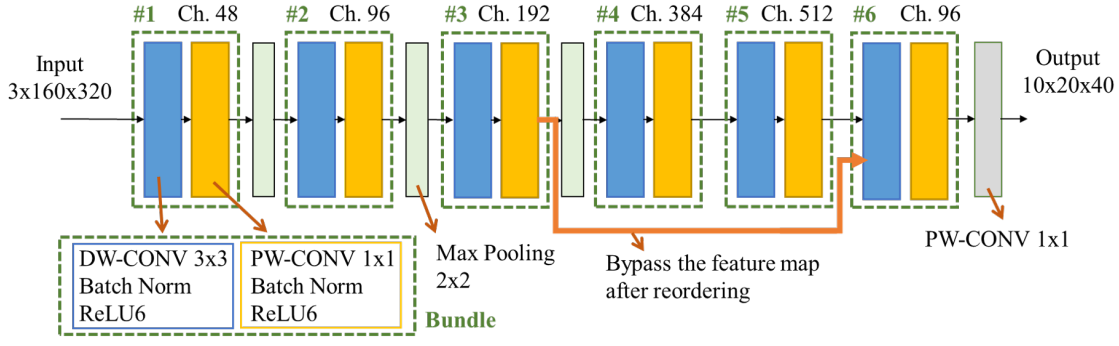 #1 Ch. 48
#2 Ch. 96
#3 Ch. 192
#4 Ch. 384
#5 Ch. 512
#6 Ch. 96
Input
3x160x320
Output
10x20x40
DW-CONV 3x3
Batch Norm
ReLU6
PW-CONV 1x1
Batch Norm
ReLU6
Bundle
Max Pooling
2x2
Bypass the feature map
after reordering
PW-CONV 1x1